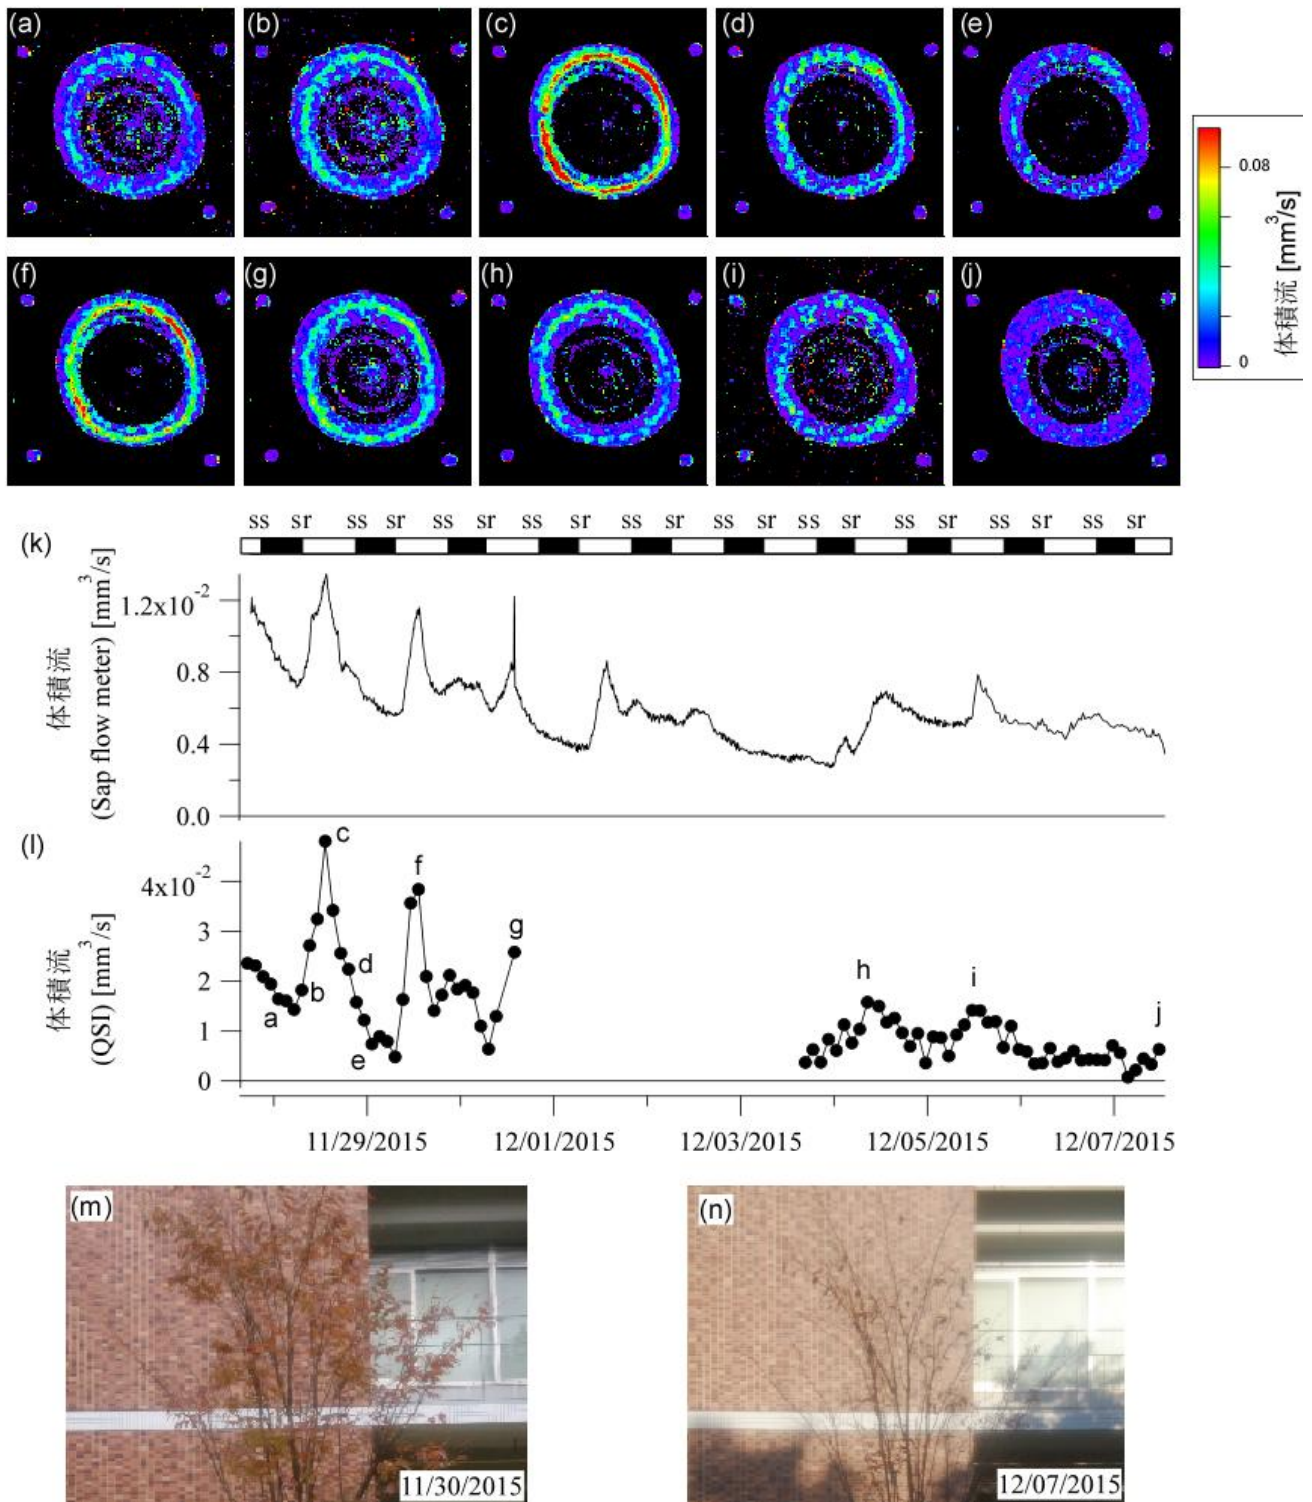 (a) (b) (c) (d) (e)
0.08
0
体積流 [mm³/s]
(f) (g) (h) (i) (j)
ss sr ss sr ss sr ss sr ss sr ss sr ss sr ss sr ss sr ss sr
(k)
1.2x10⁻²
0.8
0.4
0.0
体積流
(Sap flow meter) [mm³/s]
(l)
4x10⁻²
3
2
1
0
体積流
(QSI) [mm³/s]
a b c d e f g h i j
11/29/2015 12/01/2015 12/03/2015 12/05/2015 12/07/2015
(m) (n)
11/30/2015 12/07/2015